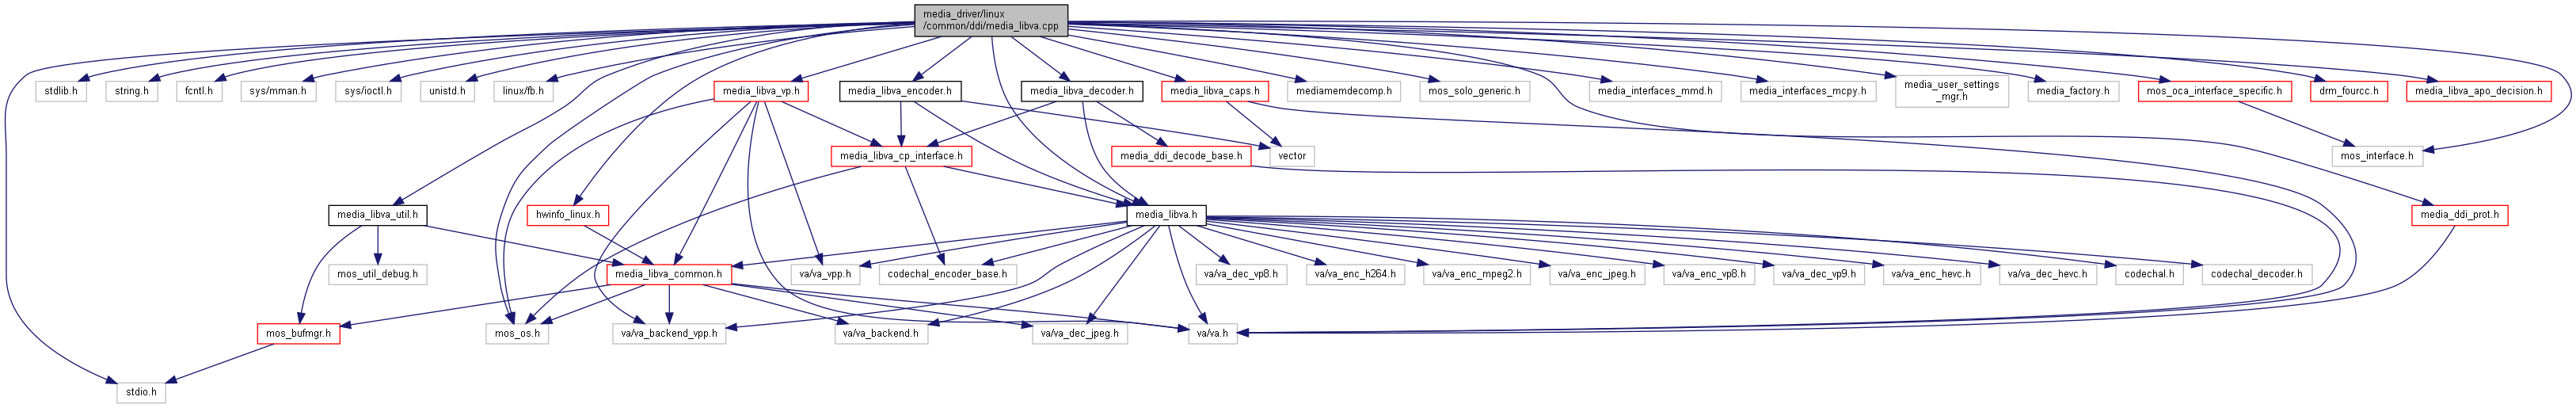 media_driver/linux
/common/ddi/media_libva.cpp
stdlib.h
string.h
fcntl.h
sys/mman.h
sys/ioctl.h
unistd.h
linux/fb.h
media_libva_vp.h
media_libva_encoder.h
media_libva_decoder.h
media_libva_caps.h
mediamemdecomp.h
mos_solo_generic.h
media_interfaces_mmd.h
media_interfaces_mcpy.h
media_user_settings
_mgr.h
media_factory.h
mos_oca_interface_specific.h
drm_fourcc.h
media_libva_apo_decision.h
media_libva_cp_interface.h
media_ddi_decode_base.h
vector
mos_interface.h
media_libva_util.h
hwinfo_linux.h
media_libva.h
media_ddi_prot.h
mos_util_debug.h
media_libva_common.h
va/va_vpp.h
codechal_encoder_base.h
va/va_dec_vp8.h
va/va_enc_h264.h
va/va_enc_mpeg2.h
va/va_enc_jpeg.h
va/va_enc_vp8.h
va/va_dec_vp9.h
va/va_enc_hevc.h
va/va_dec_hevc.h
codechal.h
codechal_decoder.h
mos_bufmgr.h
mos_os.h
va/va_backend_vpp.h
va/va_backend.h
va/va_dec_jpeg.h
va/va.h
stdio.h